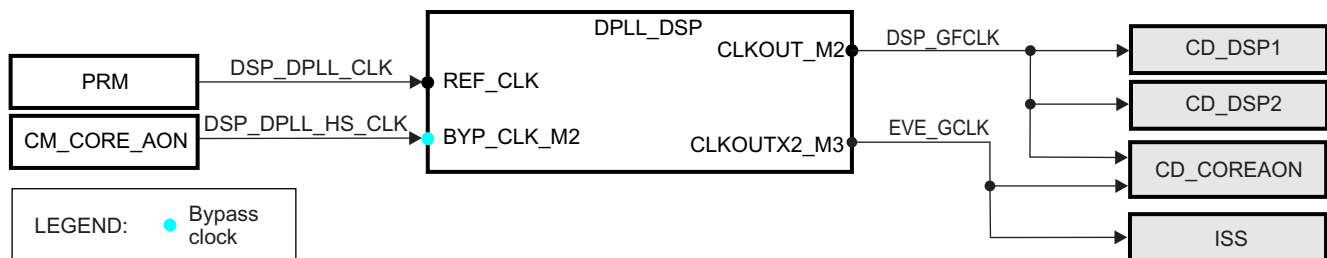 DPLL_DSP
PRM
DSP_DPLL_CLK
REF_CLK
CLKOUT_M2
DSP_GFCLK
CD_DSP1
CD_DSP2
CM_CORE_AON
DSP_DPLL_HS_CLK
BYP_CLK_M2
CLKOUTX2_M3
EVE_GCLK
CD_COREAON
ISS
LEGEND:
Bypass
clock